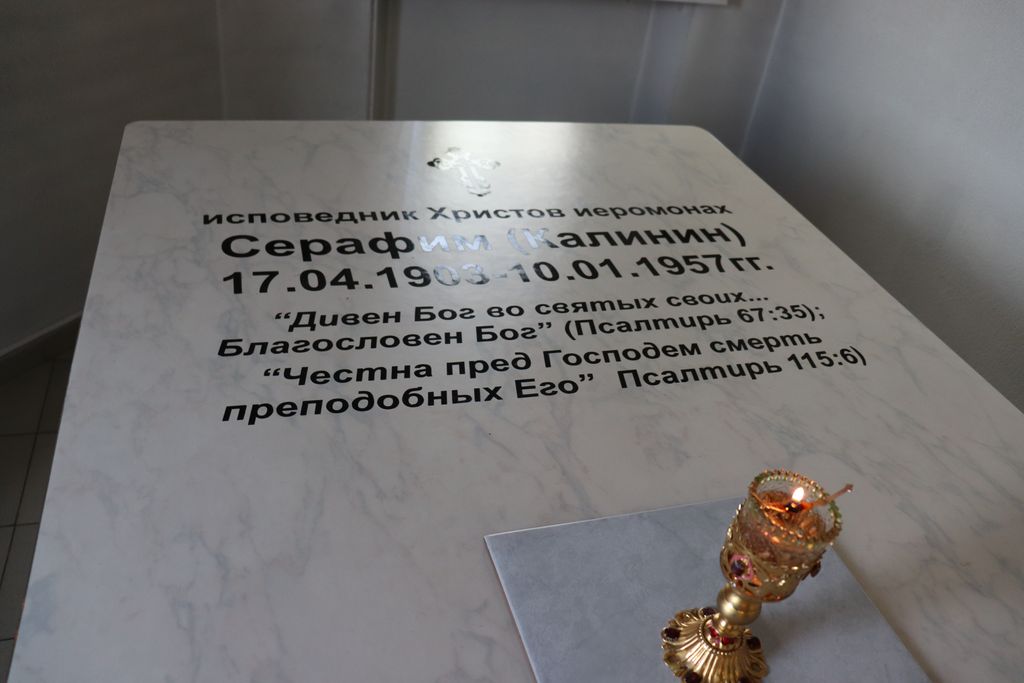 исповедник Христов иеромонах
Серафим (Калинин)
17.04.1903-10.01.1957гг.
“Дивен Бог во святых своих...
Благословен Бог” (Псалтирь 67:35);
“Честна пред Господем смерть
преподобных Его” Псалтирь 115:6)